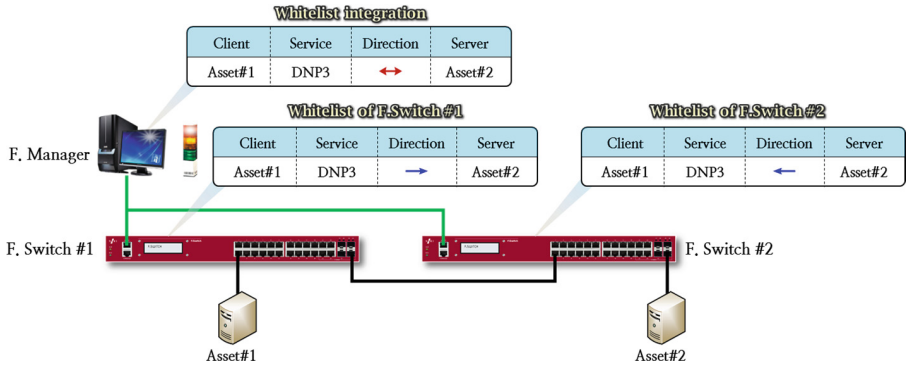 Whitelist integration
Client Service Direction Server
Asset#1 DNP3 ↔ Asset#2
Whitelist of F.Switch #1
Whitelist of F.Switch #2
Client Service Direction Server
Asset#1 DNP3 → Asset#2
Client Service Direction Server
Asset#1 DNP3 ← Asset#2
F. Manager
F. Switch #1
F. Switch #2
Asset#1
Asset#2